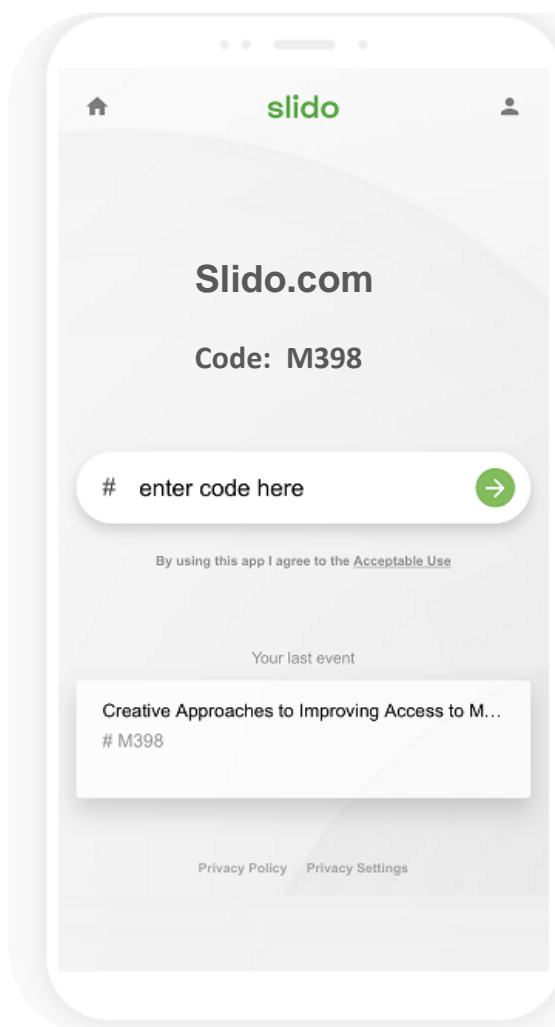 slido
Slido.com
Code: M398
# enter code here
By using this app I agree to the Acceptable Use
Your last event
Creative Approaches to Improving Access to M...
# M398
Privacy Policy Privacy Settings